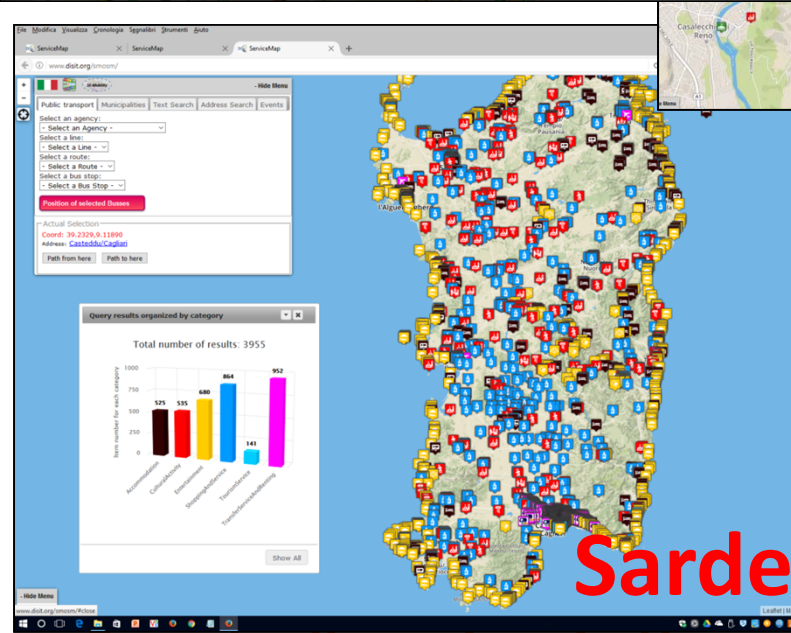 Casalecchio
Reno
File Modifica Visualizza Cronologia Segnalibri Strumenti Aiuto
ServiceMap × ServiceMap × ServiceMap × +
www.disit.org/smosm/
- Hide Menu
Public transport Municipalities Text Search Address Search Events
Select an agency:
- Select an Agency -
Select a line:
- Select a Line -
Select a route:
- Select a Route -
Select a bus stop:
- Select a Bus Stop -
Position of selected Busses
Actual Selection
Coord: 39.2329,9.11890
Address: Casteddu/Cagliari
Path from here Path to here
Pausania
l'Alguer
Nuoro
Query results organized by category
Total number of results: 3955
Item number for each category
1000
750
500
250
0
525 535 680 864 141 952
Accommodation CulturalActivity Entertainment ShoppingAndService TourismService TransferServiceAndRenting
Show All
Sarde
- Hide Menu
www.disit.org/smosm/#close
Leaflet | M